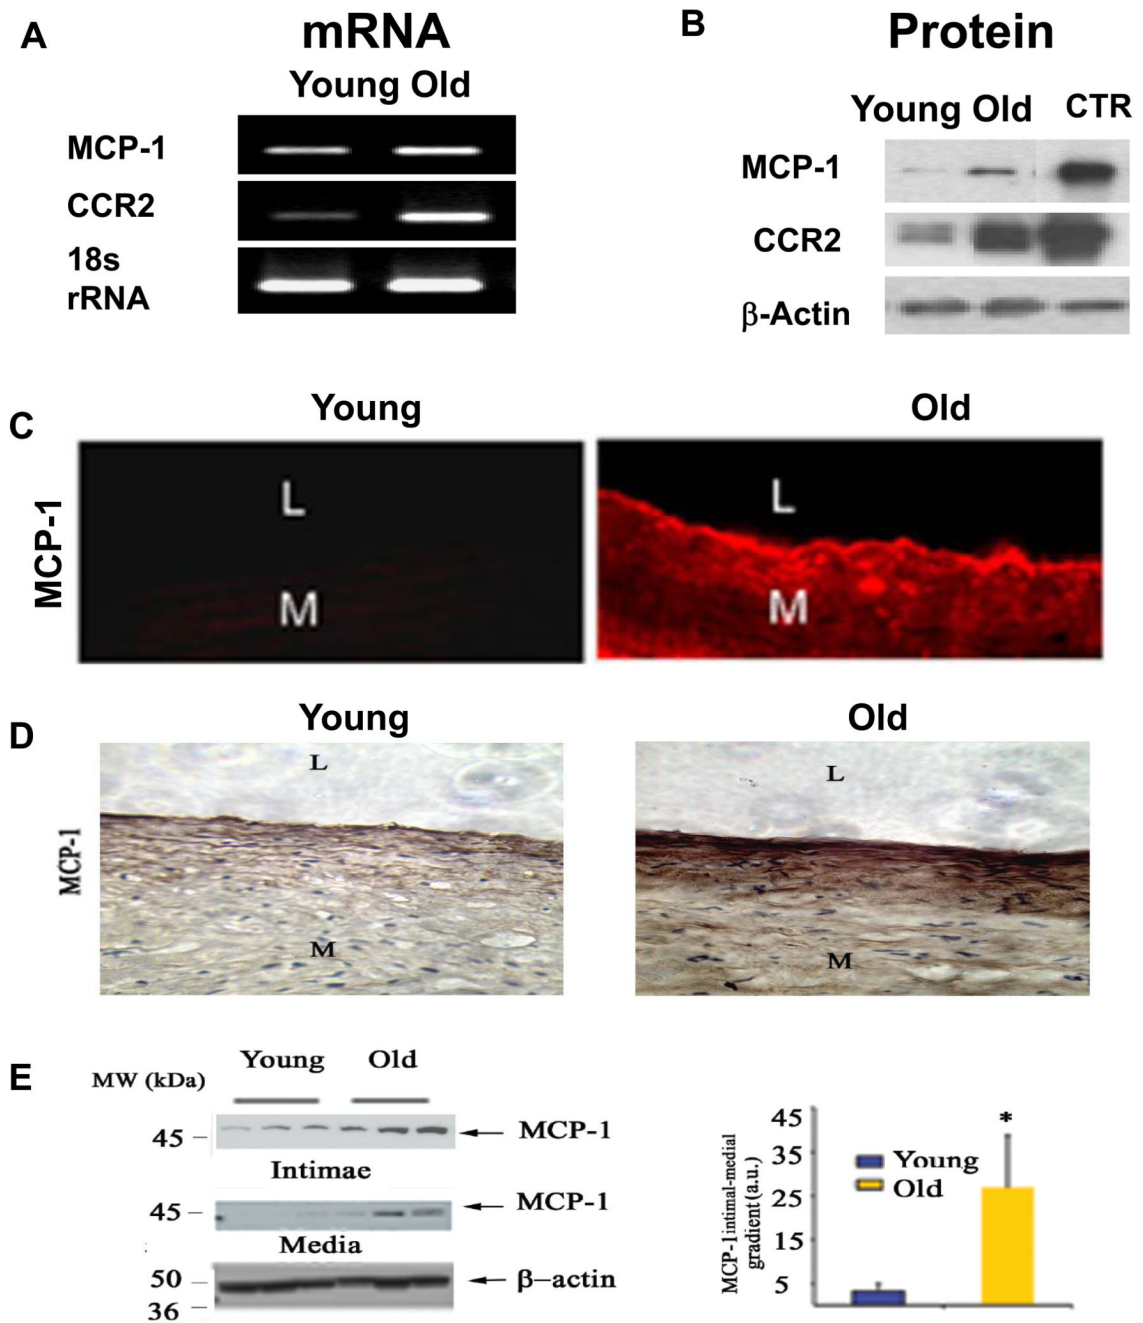 A
mRNA
Young Old
MCP-1
CCR2
18s
rRNA
B
Protein
Young Old CTR
MCP-1
CCR2
β-Actin
C
Young
Old
MCP-1
L
M
L
M
D
Young
Old
MCP-1
L
M
L
M
E
Young Old
MW (kDa)
45
MCP-1
Intimae
45
MCP-1
Media
50
β-actin
36
MCP-1 intimal-medial
gradient (a.u.)
45
35
25
15
5
*
Young
Old